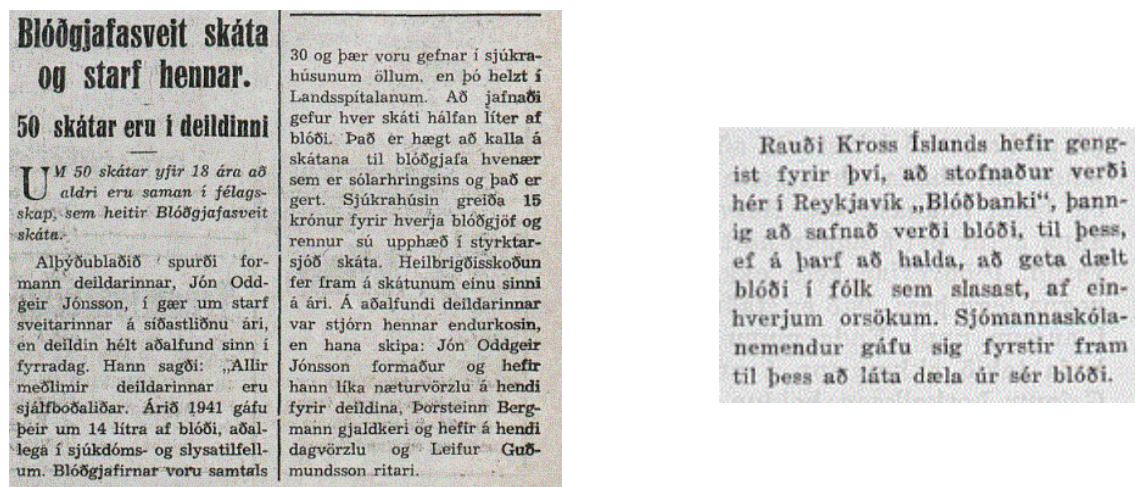 Blóðgjafasveit skáta
og starf hennar.
50 skátar eru í deildinni
UM 50 skátar yfir 18 ára að
aldri eru saman í félags-
skap, sem heitir Blóðgjafasveit
skáta.
Alþýðublaðið spurði for-
mann deildarinnar, Jón Odd-
geir Jónsson, í gær um starf
sveitarinnar á síðastliðnu ári,
en deildin hélt aðalfund sinn í
fyrradag. Hann sagði: „Allir
meðlimir deildarinnar eru
sjálfboðaliðar. Árið 1941 gáfu
þeir um 14 lítra af blóði, aðal-
lega í sjúkdóms- og slysatilfell-
um. Blóðgjafirnar voru samtals
30 og þær voru gefnar í sjúkra-
húsunum öllum, en þó helzt í
Landsspítalanum. Að jafnaði
gefur hver skáti hálfan líter af
blóði. Það er hægt að kalla á
skátana til blóðgjafa hvenær
sem er sólarhringsins og það er
gert. Sjúkrahúsin greiða 15
krónur fyrir hverja blóðgjöf og
rennur sú upphæð í styrktar-
sjóð skáta. Heilbrigðisskoðun
fer fram á skátunum einu sinni
á ári. Á aðalfundi deildarinnar
var stjórn hennar endurkosin,
en hana skipa: Jón Oddgeir
Jónsson formaður og hefir
hann líka næturvörzlu á hendi
fyrir deildina, Þorsteinn Berg-
mann gjaldkeri og hefir á hendi
dagvörzlu og Leifur Guð-
mundsson ritari.
Rauði Kross Íslands hefir geng-
ist fyrir því, að stofnaður verði
hér í Reykjavík „Blóðbanki“, þann-
ig að safnað verði blóði, til þess,
ef á þarf að halda, að geta dælt
blóði í fólk sem slasast, af ein-
hverjum orsökum. Sjómannaskóla-
nemendur gáfu sig fyrstir fram
til þess að láta dæla úr sér blóði.